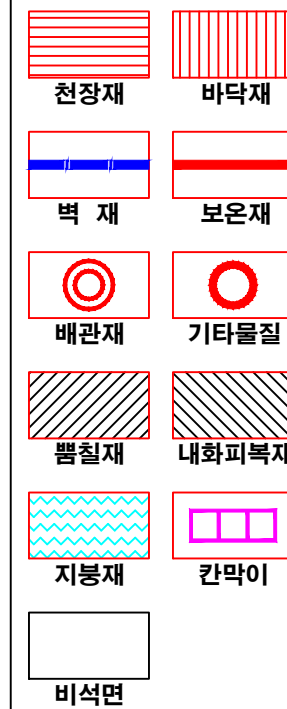 천장재 바닥재
벽 재 보온재
배관재 기타물질
뿜칠재 내화피복재
지붕재 칸막이
비석면